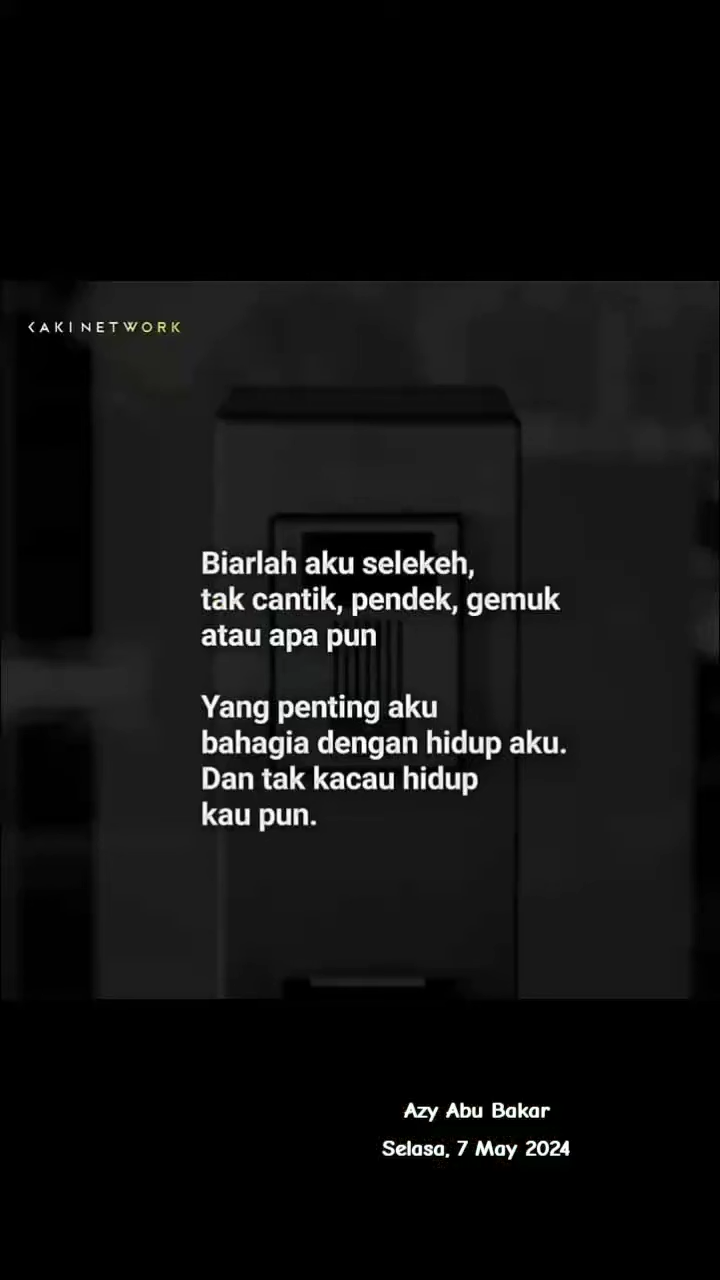 KAKINETWORK
Biarlah aku selekeh,
tak cantik, pendek, gemuk
atau apa pun
Yang penting aku
bahagia dengan hidup aku.
Dan tak kacau hidup
kau pun.
Azy Abu Bakar
Selasa, 7 May 2024